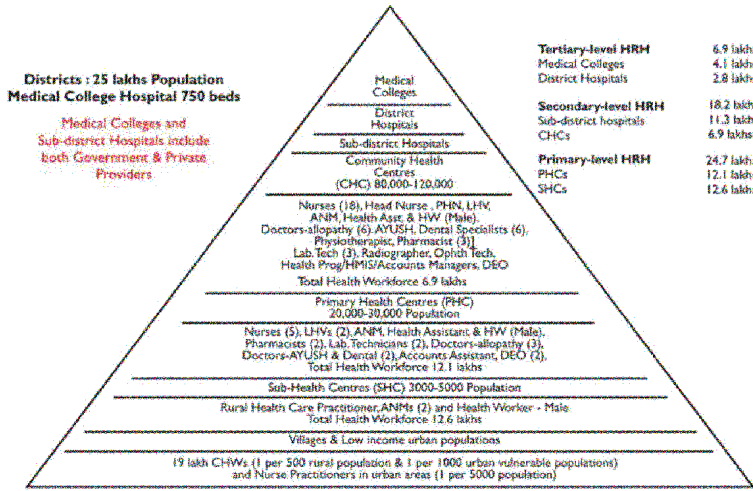 Districts : 25 lakhs Population
Medical College Hospital 750 beds
Medical Colleges and
Sub-district Hospitals include
both Government & Private
Providers
Tertiary-level HRH 6.9 lakhs
Medical Colleges 4.1 lakhs
District Hospitals 2.8 lakhs
Secondary-level HRH 18.2 lakhs
Sub-district hospitals 11.3 lakhs
CHCs 6.9 lakhs
Primary-level HRH 24.7 lakhs
PHCs 12.1 lakhs
SHCs 12.6 lakhs
Medical
Colleges
District
Hospitals
Sub-district Hospitals
Community Health
Centres
(CHC) 80,000-120,000
Nurses (18), Head Nurse , PHN, LHV,
ANM, Health Asst. & HW (Male),
Doctors-allopathy (6), AYUSH, Dental Specialists (6),
Physiotherapist, Pharmacist (3)]
Lab. Tech (3), Radiographer, Ophth Tech,
Health Prog/HMIS/Accounts Managers, DEO
Total Health Workforce 6.9 lakhs
Primary Health Centres (PHC)
20,000-30,000 Population
Nurses (5), LHVs (2), ANM, Health Assistant & HW (Male),
Pharmacists (2), Lab. Technicians (2), Doctors-allopathy (3),
Doctors-AYUSH & Dental (2), Accounts Assistant, DEO (2),
Total Health Workforce 12.1 lakhs
Sub-Health Centres (SHC) 3000-5000 Population
Rural Health Care Practitioner, ANMs (2) and Health Worker - Male
Total Health Workforce 12.6 lakhs
Villages & Low income urban populations
19 lakh CHWs (1 per 500 rural population & 1 per 1000 urban vulnerable populations)
and Nurse Practitioners in urban areas (1 per 5000 population)